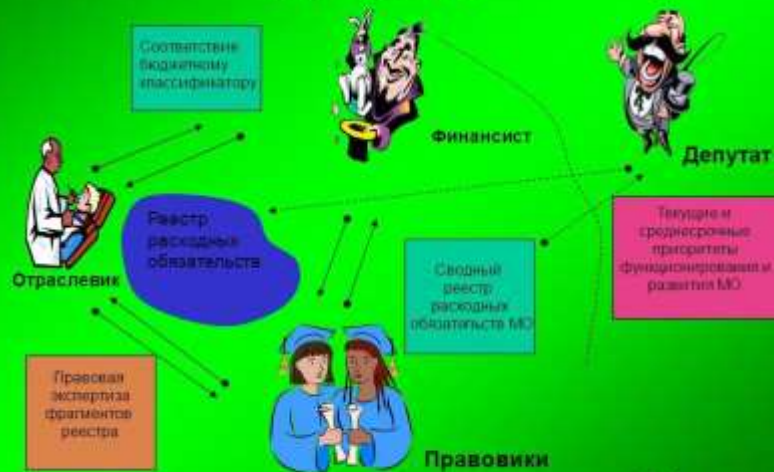 Соответствие
бюджетному
классификатору
Финансист
Депутат
Реестр
расходных
обязательств
Отраслевик
Текущие и
среднесрочные
приоритеты
функционирования и
развития МО
Сводный
реестр
расходных
обязательств МО
Правовая
экспертиза
фрагментов
реестра
Правовики